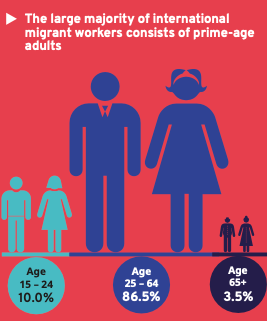 The large majority of international
migrant workers consists of prime-age
adults
Age
15 – 24
10.0%
Age
25 – 64
86.5%
Age
65+
3.5%